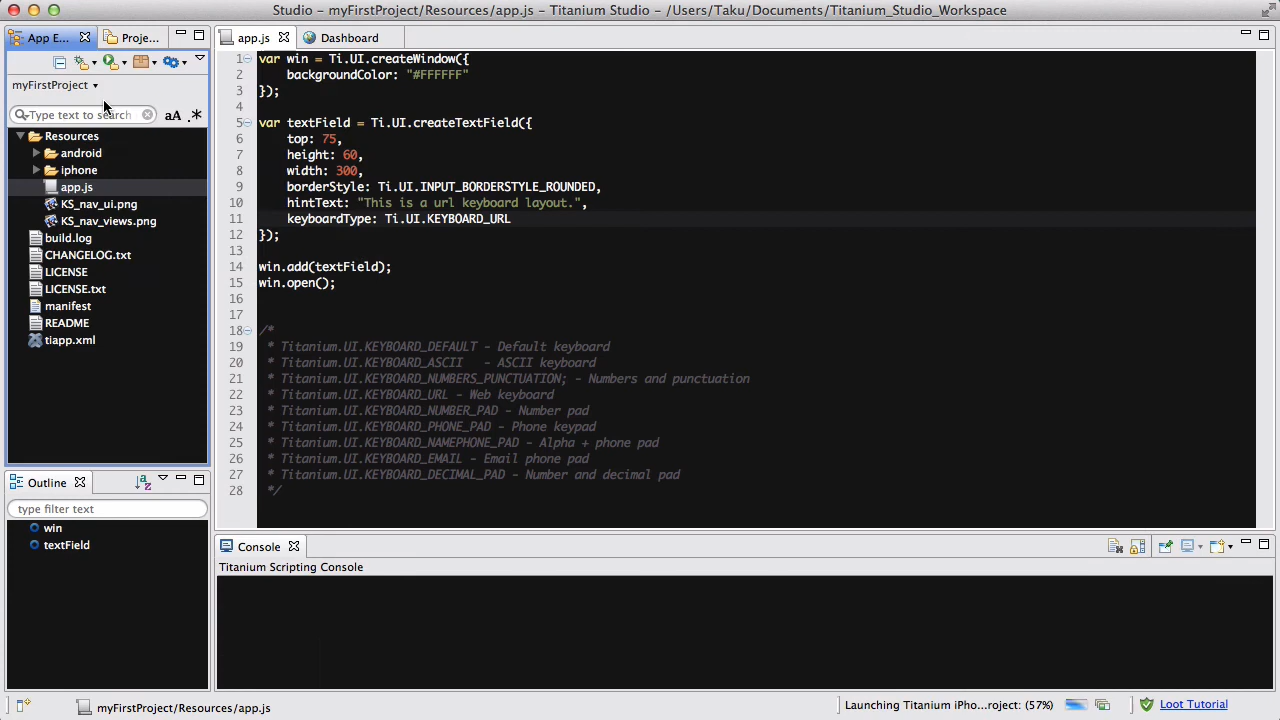 Studio - myFirstProject/Resources/app.js - Titanium Studio - /Users/Taku/Documents/Titanium_Studio_Workspace
App E...
Proje...
app.js
Dashboard
myFirstProject
Type text to search
aA .*
Resources
android
iphone
app.js
KS_nav_ui.png
KS_nav_views.png
build.log
CHANGELOG.txt
LICENSE
LICENSE.txt
manifest
README
tiapp.xml
Outline
type filter text
win
textField
1 var win = Ti.UI.createWindow({
2 backgroundColor: "#FFFFFF"
3 });
4
5 var textField = Ti.UI.createTextField({
6 top: 75,
7 height: 60,
8 width: 300,
9 borderStyle: Ti.UI.INPUT_BORDERSTYLE_ROUNDED,
10 hintText: "This is a url keyboard layout.",
11 keyboardType: Ti.UI.KEYBOARD_URL
12 });
13
14 win.add(textField);
15 win.open();
16
17
18 /*
19 * Titanium.UI.KEYBOARD_DEFAULT - Default keyboard
20 * Titanium.UI.KEYBOARD_ASCII   - ASCII keyboard
21 * Titanium.UI.KEYBOARD_NUMBERS_PUNCTUATION; - Numbers and punctuation
22 * Titanium.UI.KEYBOARD_URL - Web keyboard
23 * Titanium.UI.KEYBOARD_NUMBER_PAD - Number pad
24 * Titanium.UI.KEYBOARD_PHONE_PAD - Phone keypad
25 * Titanium.UI.KEYBOARD_NAMEPHONE_PAD - Alpha + phone pad
26 * Titanium.UI.KEYBOARD_EMAIL - Email phone pad
27 * Titanium.UI.KEYBOARD_DECIMAL_PAD - Number and decimal pad
28 */
Console
Titanium Scripting Console
myFirstProject/Resources/app.js
Launching Titanium iPho...roject: (57%)
Loot Tutorial